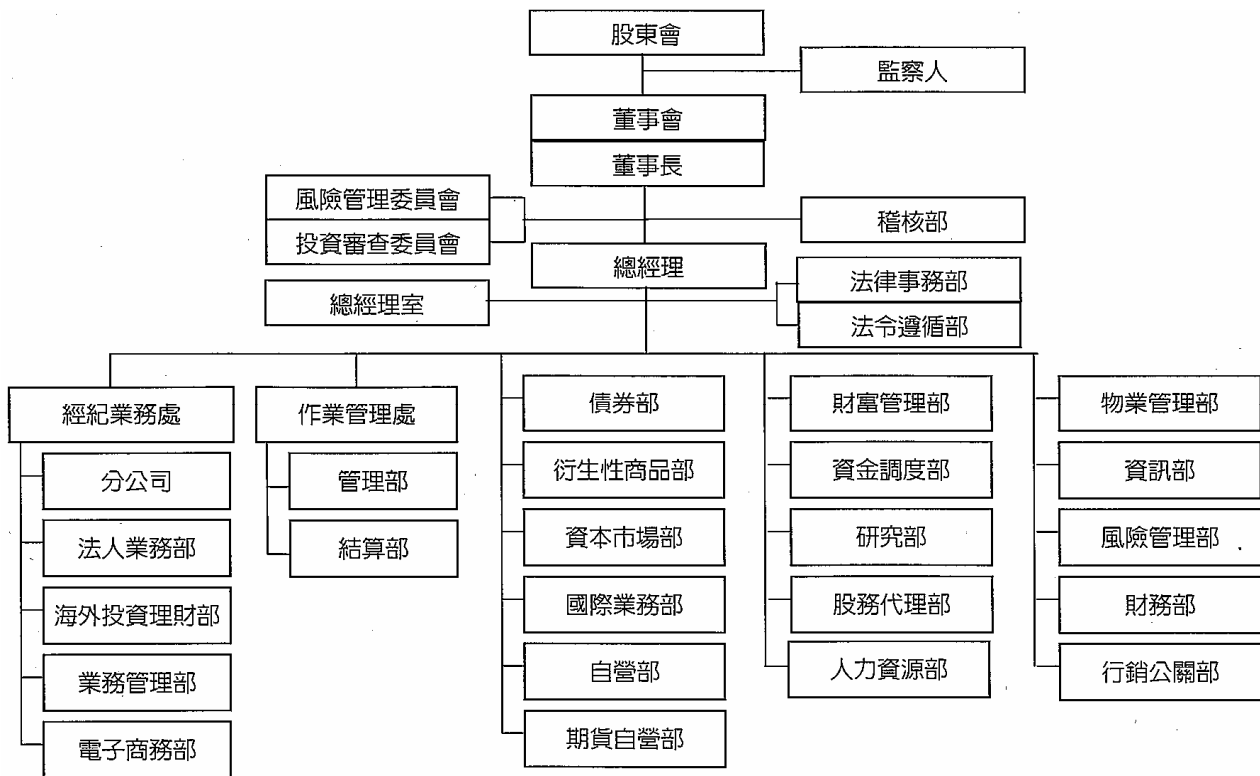 股東會
監察人
董事會
董事長
風險管理委員會
投資審查委員會
稽核部
總經理
總經理室
法律事務部
法令遵循部
經紀業務處
分公司
法人業務部
海外投資理財部
業務管理部
電子商務部
作業管理處
管理部
結算部
債券部
衍生性商品部
資本市場部
國際業務部
自營部
期貨自營部
財富管理部
資金調度部
研究部
股務代理部
人力資源部
物業管理部
資訊部
風險管理部
財務部
行銷公關部